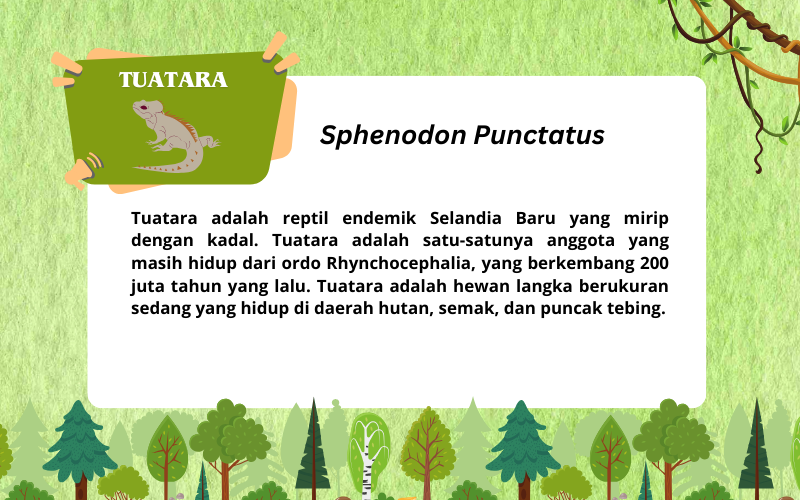 TUATARA
Sphenodon Punctatus
Tuatara adalah reptil endemik Selandia Baru yang mirip
dengan kadal. Tuatara adalah satu-satunya anggota yang
masih hidup dari ordo Rhynchocephalia, yang berkembang 200
juta tahun yang lalu. Tuatara adalah hewan langka berukuran
sedang yang hidup di daerah hutan, semak, dan puncak tebing.